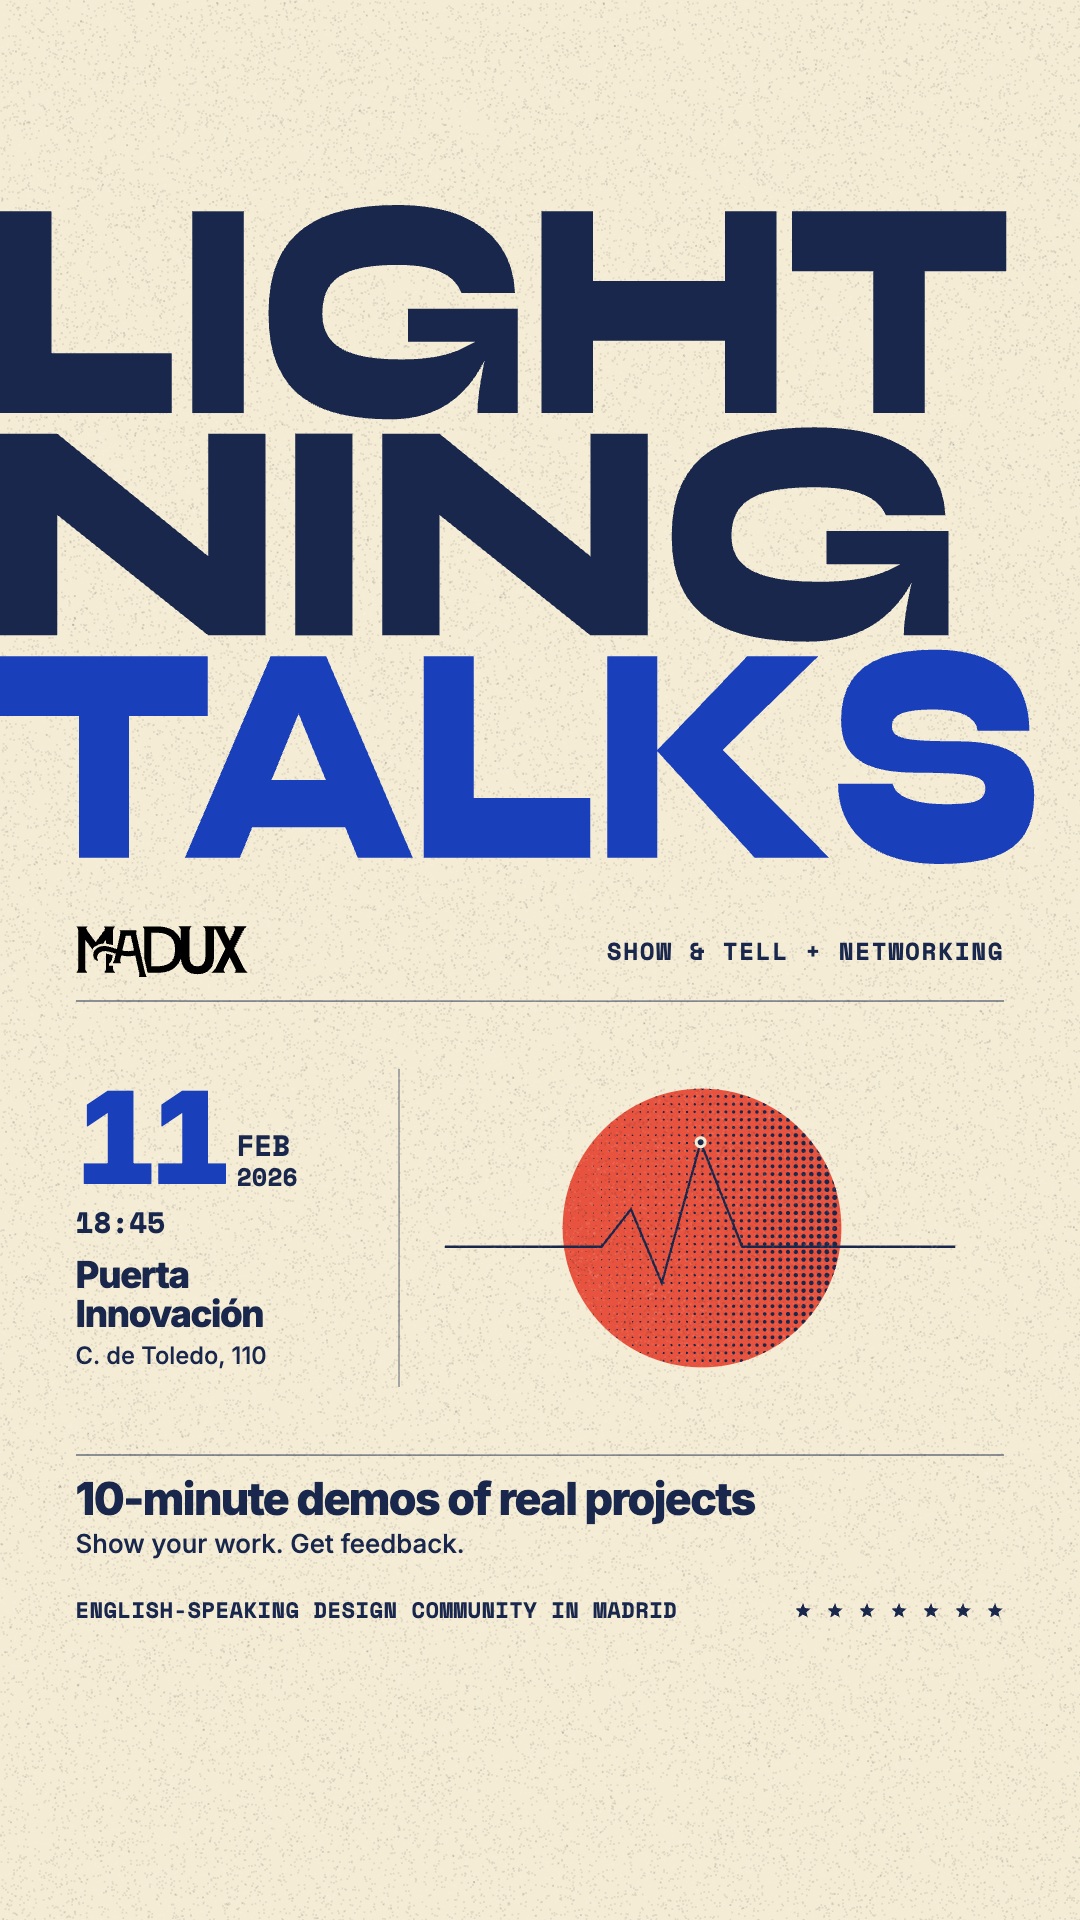 LIGHT
NING
TALKS
MADUX
SHOW & TELL + NETWORKING
11 FEB
2026
18:45
Puerta
Innovación
C. de Toledo, 110
10-minute demos of real projects
Show your work. Get feedback.
ENGLISH-SPEAKING DESIGN COMMUNITY IN MADRID